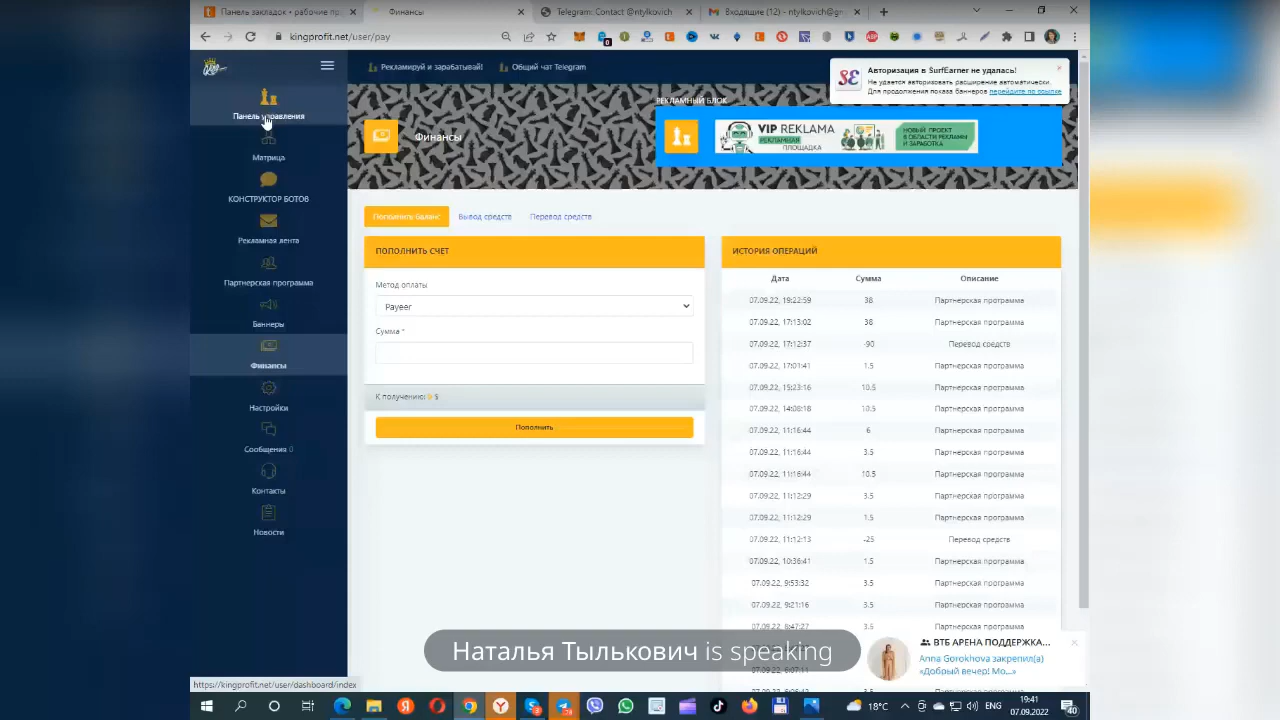 Панель закладок - рабочие пр
Финансы
Telegram: Contact @ntylkovich
Входящие (12) - ntylkovich@gr
kingprofit.net/user/pay
Рекламируй и зарабатывай!
Общий чат Telegram
Авторизация в SurfEarner не удалась!
Не удается авторизовать расширение автоматически.
Для продолжения показа баннеров перейдите по ссылке
Панель управления
Матрица
КОНСТРУКТОР БОТОВ
Рекламная лента
Партнерская программа
Баннеры
Финансы
Настройки
Сообщения 0
Контакты
Новости
РЕКЛАМНЫЙ БЛОК
Финансы
VIP REKLAMA
РЕКЛАМНАЯ
ПЛОЩАДКА
НОВЫЙ ПРОЕКТ
В ОБЛАСТИ РЕКЛАМЫ
И ЗАРАБОТКА
Пополнить баланс
Вывод средств
Перевод средств
ПОПОЛНИТЬ СЧЕТ
Метод оплаты
Payeer
Сумма *
К получению: 0 $
Пополнить
ИСТОРИЯ ОПЕРАЦИЙ
Дата Сумма Описание
07.09.22, 19:22:59 38 Партнерская программа
07.09.22, 17:13:02 38 Партнерская программа
07.09.22, 17:12:37 -90 Перевод средств
07.09.22, 17:01:41 1.5 Партнерская программа
07.09.22, 15:23:16 10.5 Партнерская программа
07.09.22, 14:08:18 10.5 Партнерская программа
07.09.22, 11:16:44 6 Партнерская программа
07.09.22, 11:16:44 3.5 Партнерская программа
07.09.22, 11:16:44 10.5 Партнерская программа
07.09.22, 11:12:29 3.5 Партнерская программа
07.09.22, 11:12:29 1.5 Партнерская программа
07.09.22, 11:12:13 -25 Перевод средств
07.09.22, 10:36:41 1.5 Партнерская программа
07.09.22, 9:53:32 3.5 Партнерская программа
07.09.22, 9:21:16 3.5 Партнерская программа
07.09.22, 8:47:27 3.5
Наталья Тылькович is speaking
ВТБ АРЕНА ПОДДЕРЖКА...
Anna Gorokhova закрепил(а)
«Добрый вечер! Мо...»
https://kingprofit.net/user/dashboard/index
18°C
ENG
19:41
07.09.2022
40